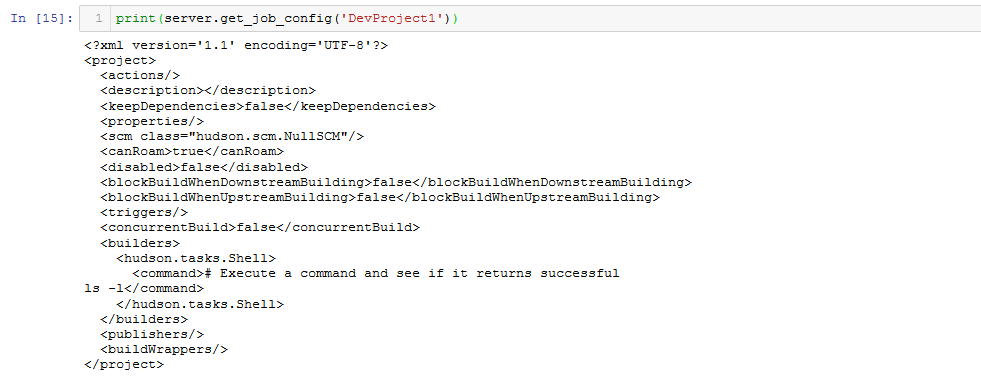 In [15]: 1 print(server.get_job_config('DevProject1'))
<?xml version='1.1' encoding='UTF-8'?>
<project>
  <actions/>
  <description></description>
  <keepDependencies>false</keepDependencies>
  <properties/>
  <scm class="hudson.scm.NullSCM"/>
  <canRoam>true</canRoam>
  <disabled>false</disabled>
  <blockBuildWhenDownstreamBuilding>false</blockBuildWhenDownstreamBuilding>
  <blockBuildWhenUpstreamBuilding>false</blockBuildWhenUpstreamBuilding>
  <triggers/>
  <concurrentBuild>false</concurrentBuild>
  <builders>
    <hudson.tasks.Shell>
      <command># Execute a command and see if it returns successful
ls -l</command>
    </hudson.tasks.Shell>
  </builders>
  <publishers/>
  <buildWrappers/>
</project>